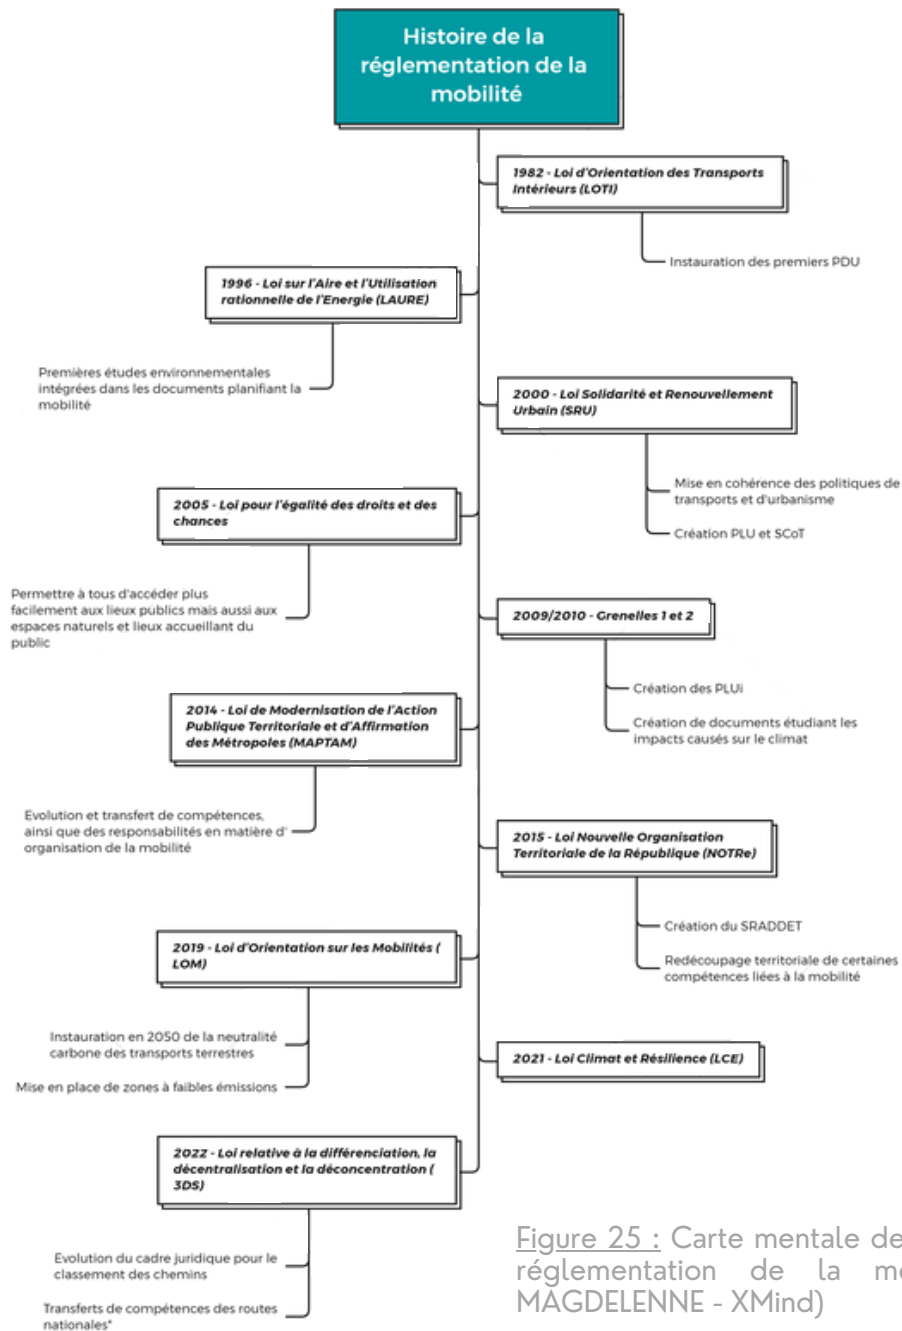 Histoire de la
réglementation de la
mobilité
1982 - Loi d'Orientation des Transports
Intérieurs (LOTI)
Instauration des premiers PDU
1996 - Loi sur l'Aire et l'Utilisation
rationnelle de l'Energie (LAURE)
Premières études environnementales
intégrées dans les documents planifiant la
mobilité
2000 - Loi Solidarité et Renouvellement
Urbain (SRU)
Mise en cohérence des politiques de
transports et d'urbanisme
Création PLU et SCoT
2005 - Loi pour l'égalité des droits et des
chances
Permettre à tous d'accéder plus
facilement aux lieux publics mais aussi aux
espaces naturels et lieux accueillant du
public
2009/2010 - Grenelles 1 et 2
Création des PLUi
Création de documents étudiant les
impacts causés sur le climat
2014 - Loi de Modernisation de l'Action
Publique Territoriale et d'Affirmation
des Métropoles (MAPTAM)
Evolution et transfert de compétences,
ainsi que des responsabilités en matière d'
organisation de la mobilité
2015 - Loi Nouvelle Organisation
Territoriale de la République (NOTRe)
Création du SRADDET
Redécoupage territoriale de certaines
compétences liées à la mobilité
2019 - Loi d'Orientation sur les Mobilités (
LOM)
Instauration en 2050 de la neutralité
carbone des transports terrestres
Mise en place de zones à faibles émissions
2021 - Loi Climat et Résilience (LCE)
2022 - Loi relative à la différenciation, la
décentralisation et la déconcentration (
3DS)
Evolution du cadre juridique pour le
classement des chemins
Transferts de compétences des routes
nationales*
Figure 25 : Carte mentale de
réglementation de la
MAGDELENNE - XMind)